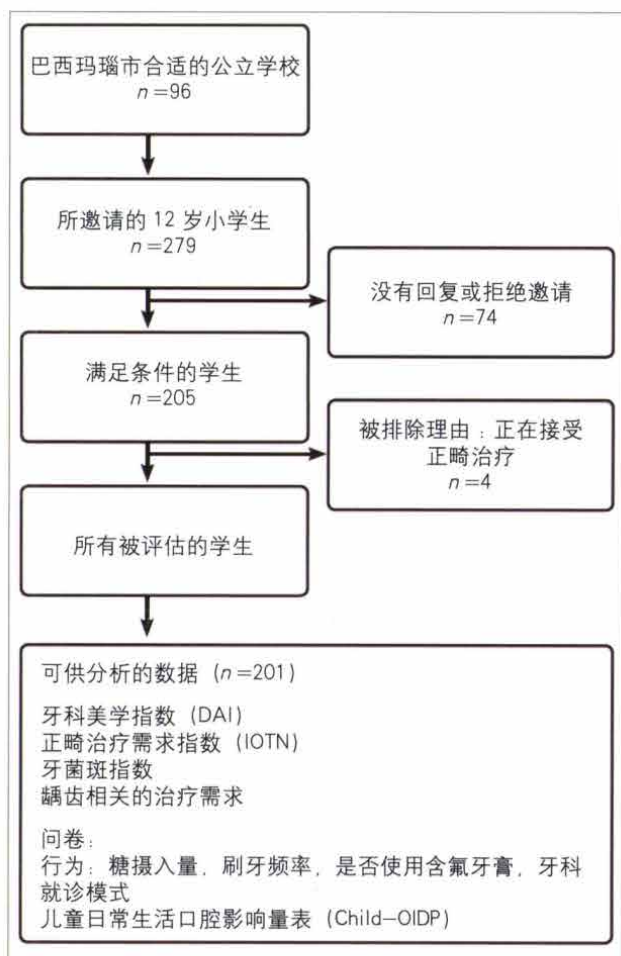 巴西玛瑙市合适的公立学校
n=96
所邀请的 12 岁小学生
n=279
没有回复或拒绝邀请
n=74
满足条件的学生
n=205
被排除理由：正在接受
正畸治疗
n=4
所有被评估的学生
可供分析的数据（n=201）
牙科美学指数（DAI）
正畸治疗需求指数（IOTN）
牙菌斑指数
龋齿相关的治疗需求
问卷：
行为：糖摄入量，刷牙频率，是否使用含氟牙膏，牙科
就诊模式
儿童日常生活口腔影响量表（Child-OIDP）